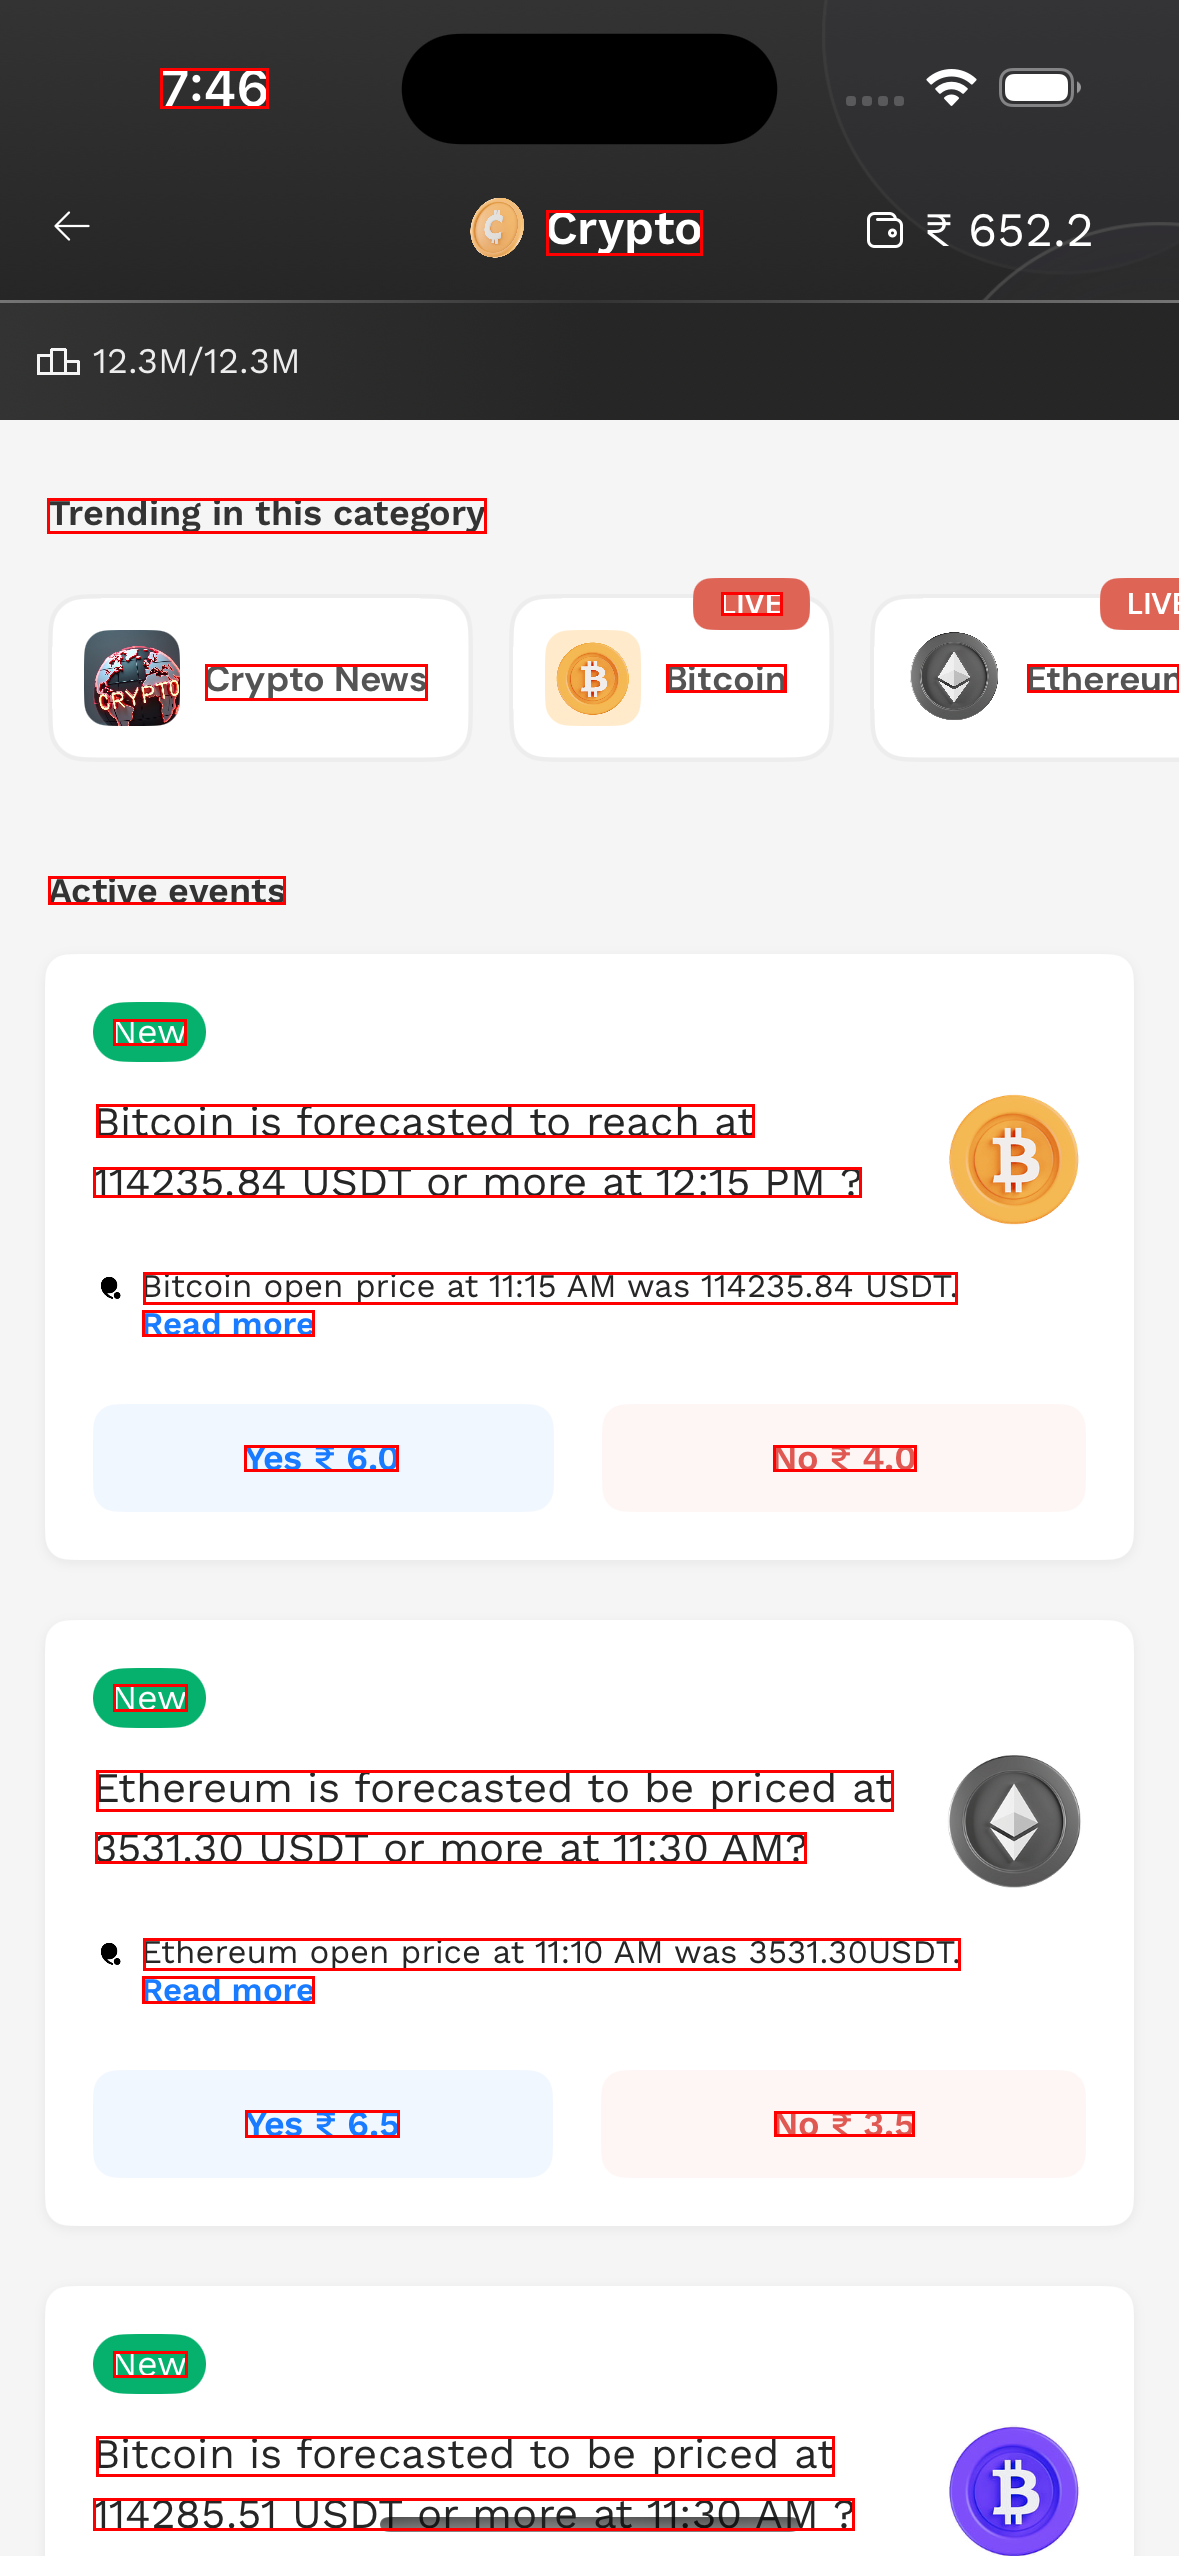 7:46
Crypto
₹ 652.2
12.3M/12.3M
Trending in this category
LIVE
LIVE
CRYPTO
Crypto News
Bitcoin
Ethereum
Active events
New
Bitcoin is forecasted to reach at
114235.84 USDT or more at 12:15 PM ?
Bitcoin open price at 11:15 AM was 114235.84 USDT.
Read more
Yes ₹ 6.0
No ₹ 4.0
New
Ethereum is forecasted to be priced at
3531.30 USDT or more at 11:30 AM?
Ethereum open price at 11:10 AM was 3531.30USDT.
Read more
Yes ₹ 6.5
No ₹ 3.5
New
Bitcoin is forecasted to be priced at
114285.51 USDT or more at 11:30 AM ?